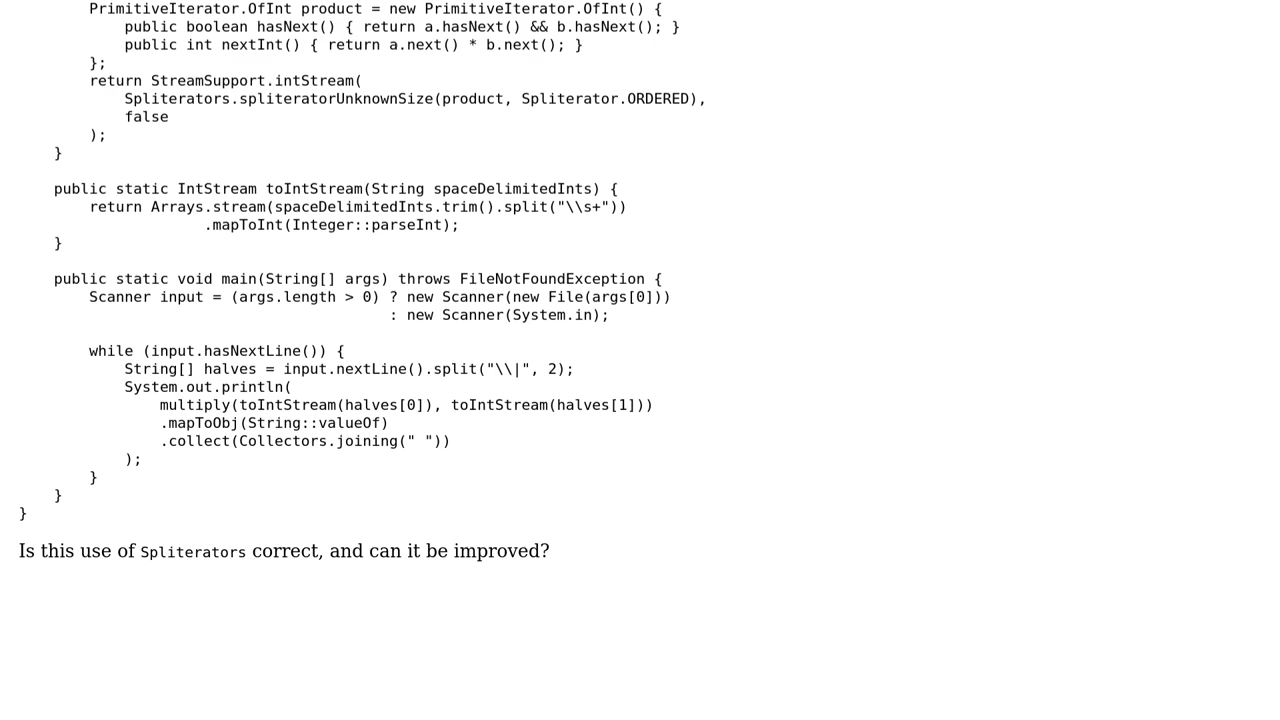 PrimitiveIterator.OfInt product = new PrimitiveIterator.OfInt() {
            public boolean hasNext() { return a.hasNext() && b.hasNext(); }
            public int nextInt() { return a.next() * b.next(); }
        };
        return StreamSupport.intStream(
            Spliterators.spliteratorUnknownSize(product, Spliterator.ORDERED),
            false
        );
    }

    public static IntStream toIntStream(String spaceDelimitedInts) {
        return Arrays.stream(spaceDelimitedInts.trim().split("\\s+"))
                     .mapToInt(Integer::parseInt);
    }

    public static void main(String[] args) throws FileNotFoundException {
        Scanner input = (args.length > 0) ? new Scanner(new File(args[0]))
                                          : new Scanner(System.in);

        while (input.hasNextLine()) {
            String[] halves = input.nextLine().split("\\|", 2);
            System.out.println(
                multiply(toIntStream(halves[0]), toIntStream(halves[1]))
                .mapToObj(String::valueOf)
                .collect(Collectors.joining(" "))
            );
        }
    }
}
Is this use of Spliterators correct, and can it be improved?